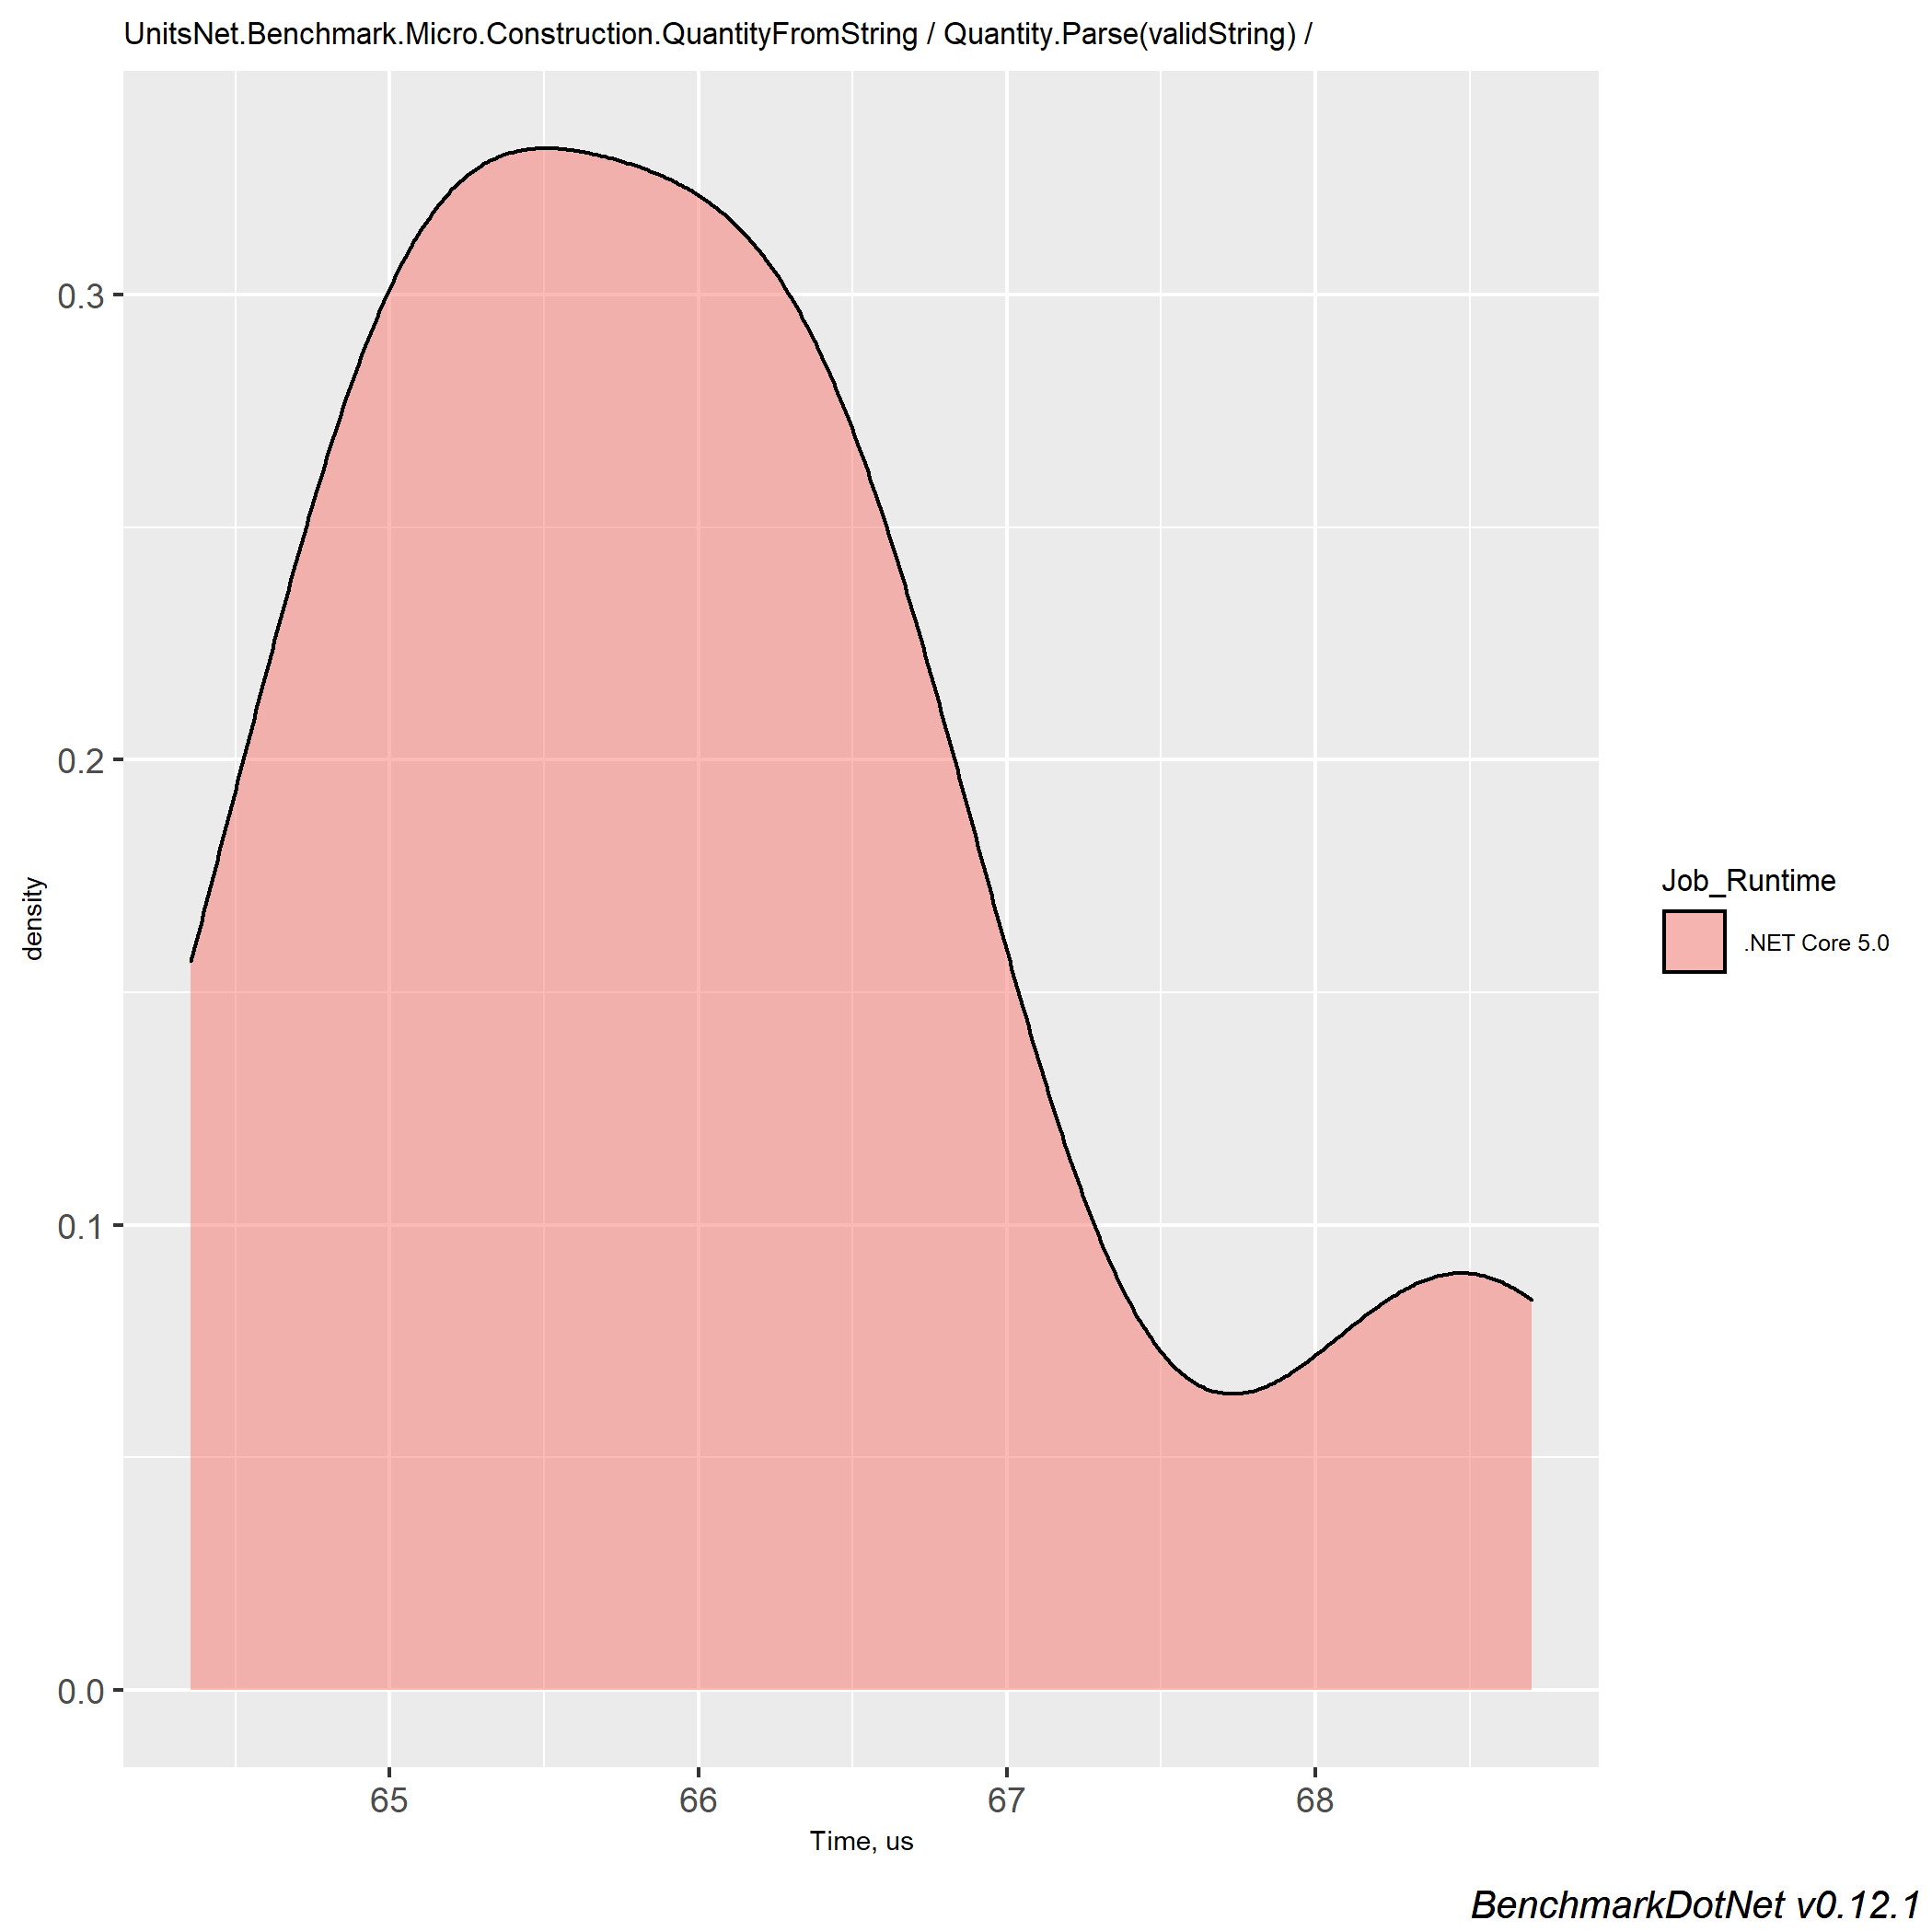 UnitsNet.Benchmark.Micro.Construction.QuantityFromString / Quantity.Parse(validString) /
0.3
0.2
0.1
0.0
density
65 66 67 68
Time, us
Job_Runtime
.NET Core 5.0
BenchmarkDotNet v0.12.1